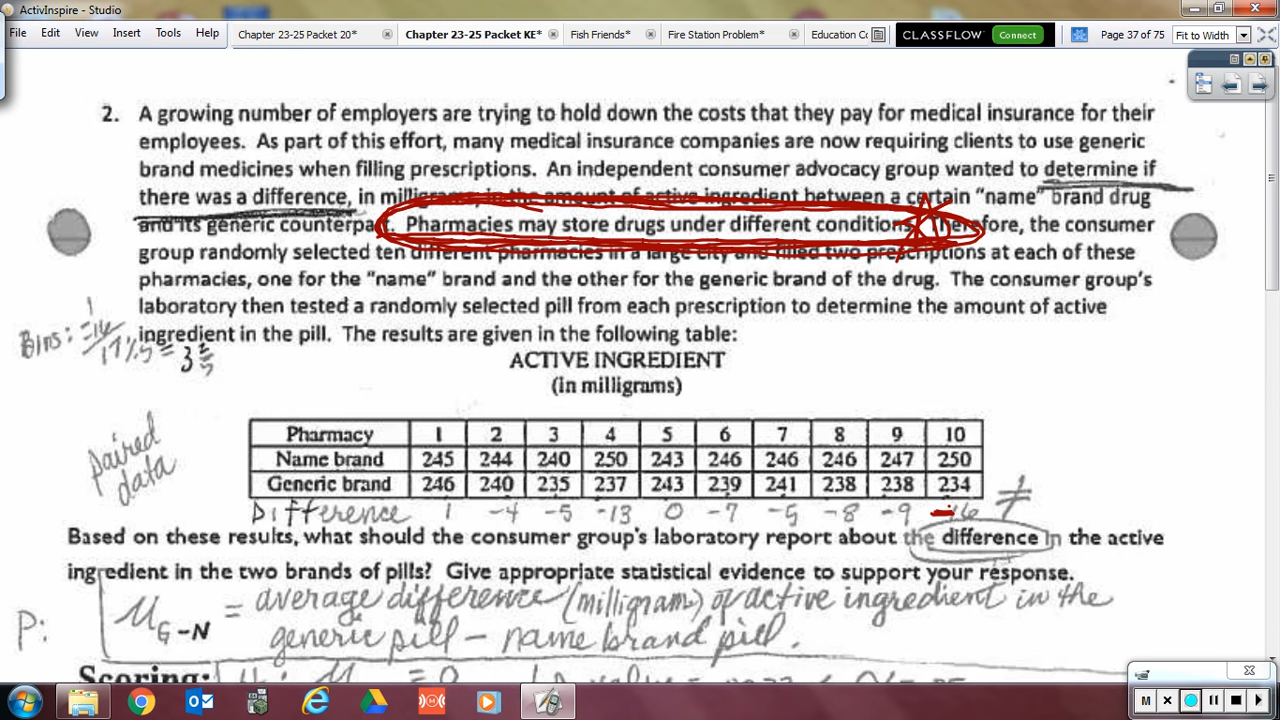 ActivInspire - Studio
File Edit View Insert Tools Help Chapter 23-25 Packet 20* Chapter 23-25 Packet KE* Fish Friends* Fire Station Problem* Education Cc CLASSFLOW Connect Page 37 of 75 Fit to Width
2. A growing number of employers are trying to hold down the costs that they pay for medical insurance for their
employees. As part of this effort, many medical insurance companies are now requiring clients to use generic
brand medicines when filling prescriptions. An independent consumer advocacy group wanted to determine if
there was a difference, in milligrams in the amount of active ingredient between a certain "name" brand drug
and its generic counterpart. Pharmacies may store drugs under different conditions. Therefore, the consumer
group randomly selected ten different pharmacies in a large city and filled two prescriptions at each of these
pharmacies, one for the "name" brand and the other for the generic brand of the drug. The consumer group's
laboratory then tested a randomly selected pill from each prescription to determine the amount of active
ingredient in the pill. The results are given in the following table:
Bins: 1 -16
ACTIVE INGREDIENT
(in milligrams)
paired
data
Pharmacy 1 2 3 4 5 6 7 8 9 10
Name brand 245 244 240 250 243 246 246 246 247 250
Generic brand 246 240 235 237 243 239 241 238 238 234
Difference 1 -4 -5 -13 0 -7 -5 -8 -9 -16 ≠
Based on these results, what should the consumer group's laboratory report about the difference in the active
ingredient in the two brands of pills? Give appropriate statistical evidence to support your response.
P: μG-N = average difference (milligrams) of active ingredient in the
generic pill - name brand pill.
Scoring:
M